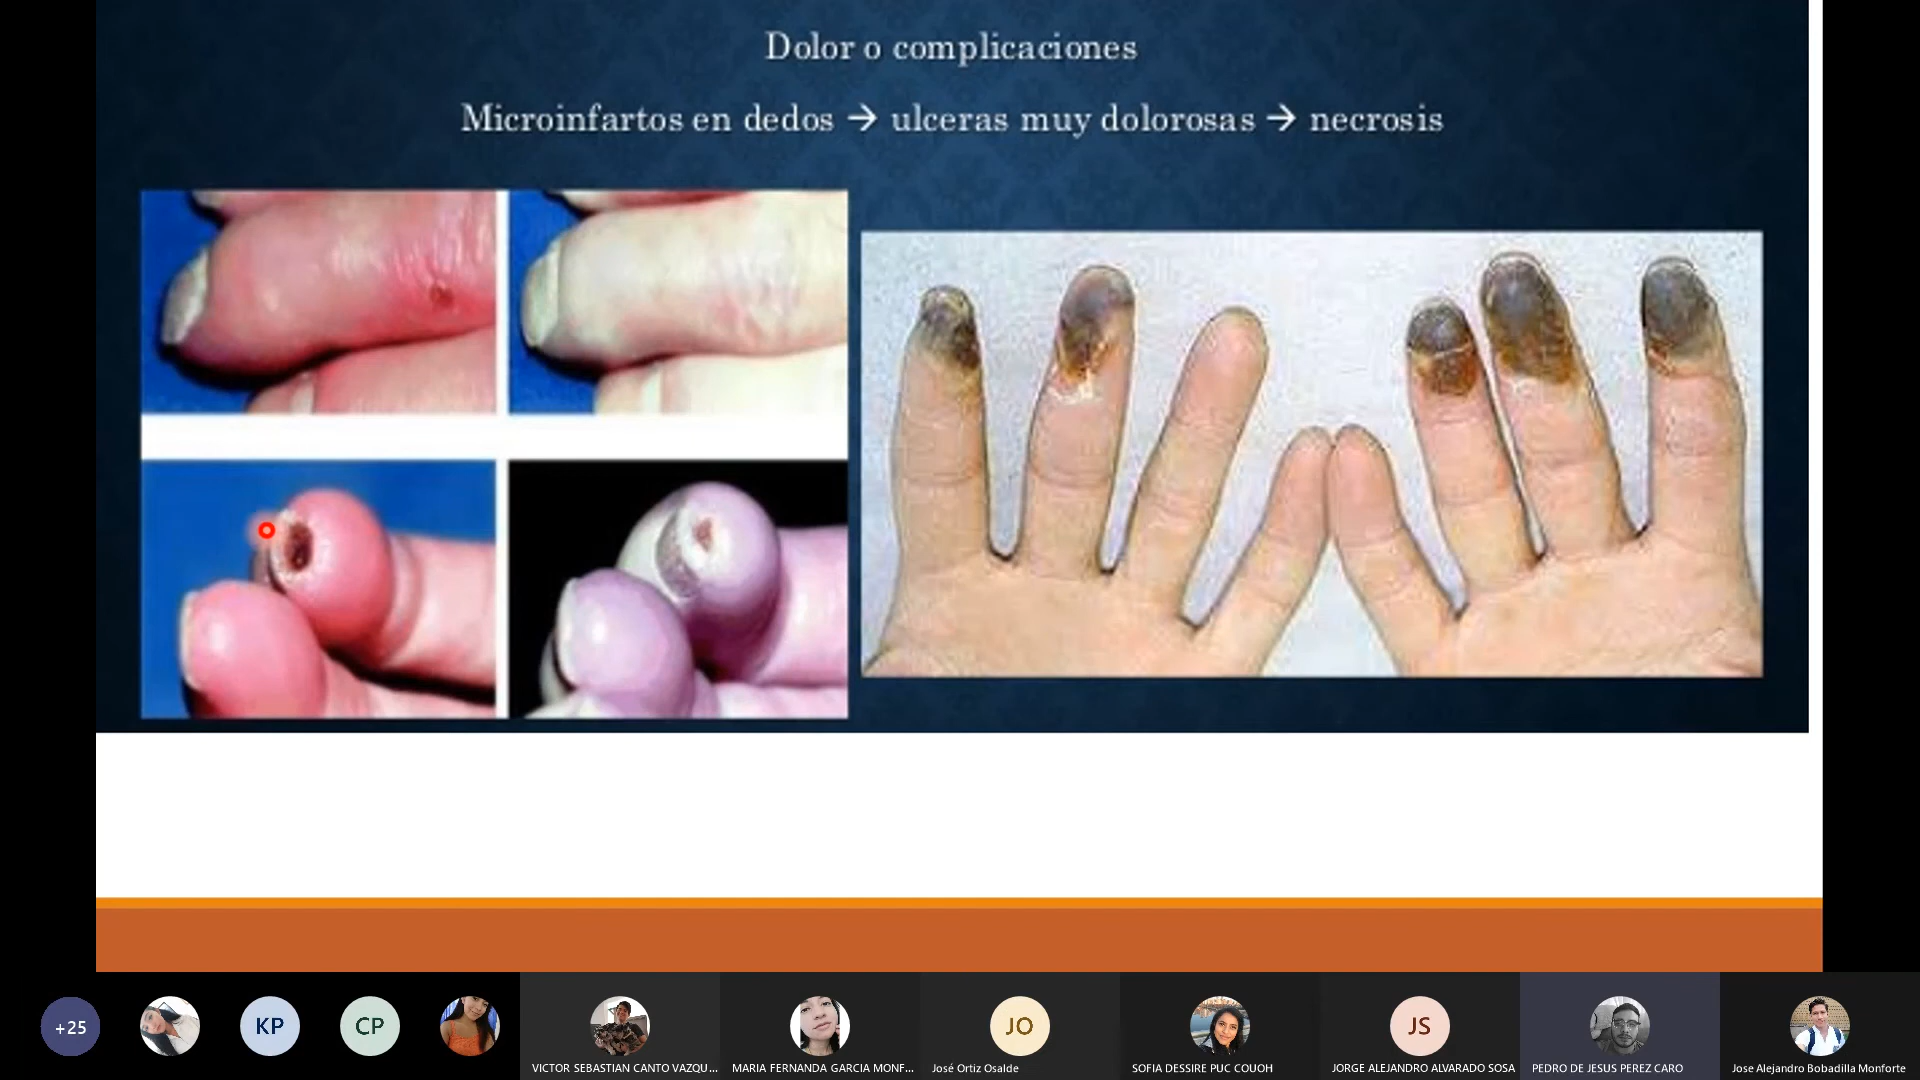 Dolor o complicaciones
Microinfartos en dedos → ulceras muy dolorosas → necrosis
+25
KP
CP
JO
JS
VICTOR SEBASTIAN CANTO VAZQU...
MARIA FERNANDA GARCIA MONF...
José Ortiz Osalde
SOFIA DESSIRE PUC COUOH
JORGE ALEJANDRO ALVARADO SOSA
PEDRO DE JESUS PEREZ CARO
Jose Alejandro Bobadilla Monforte